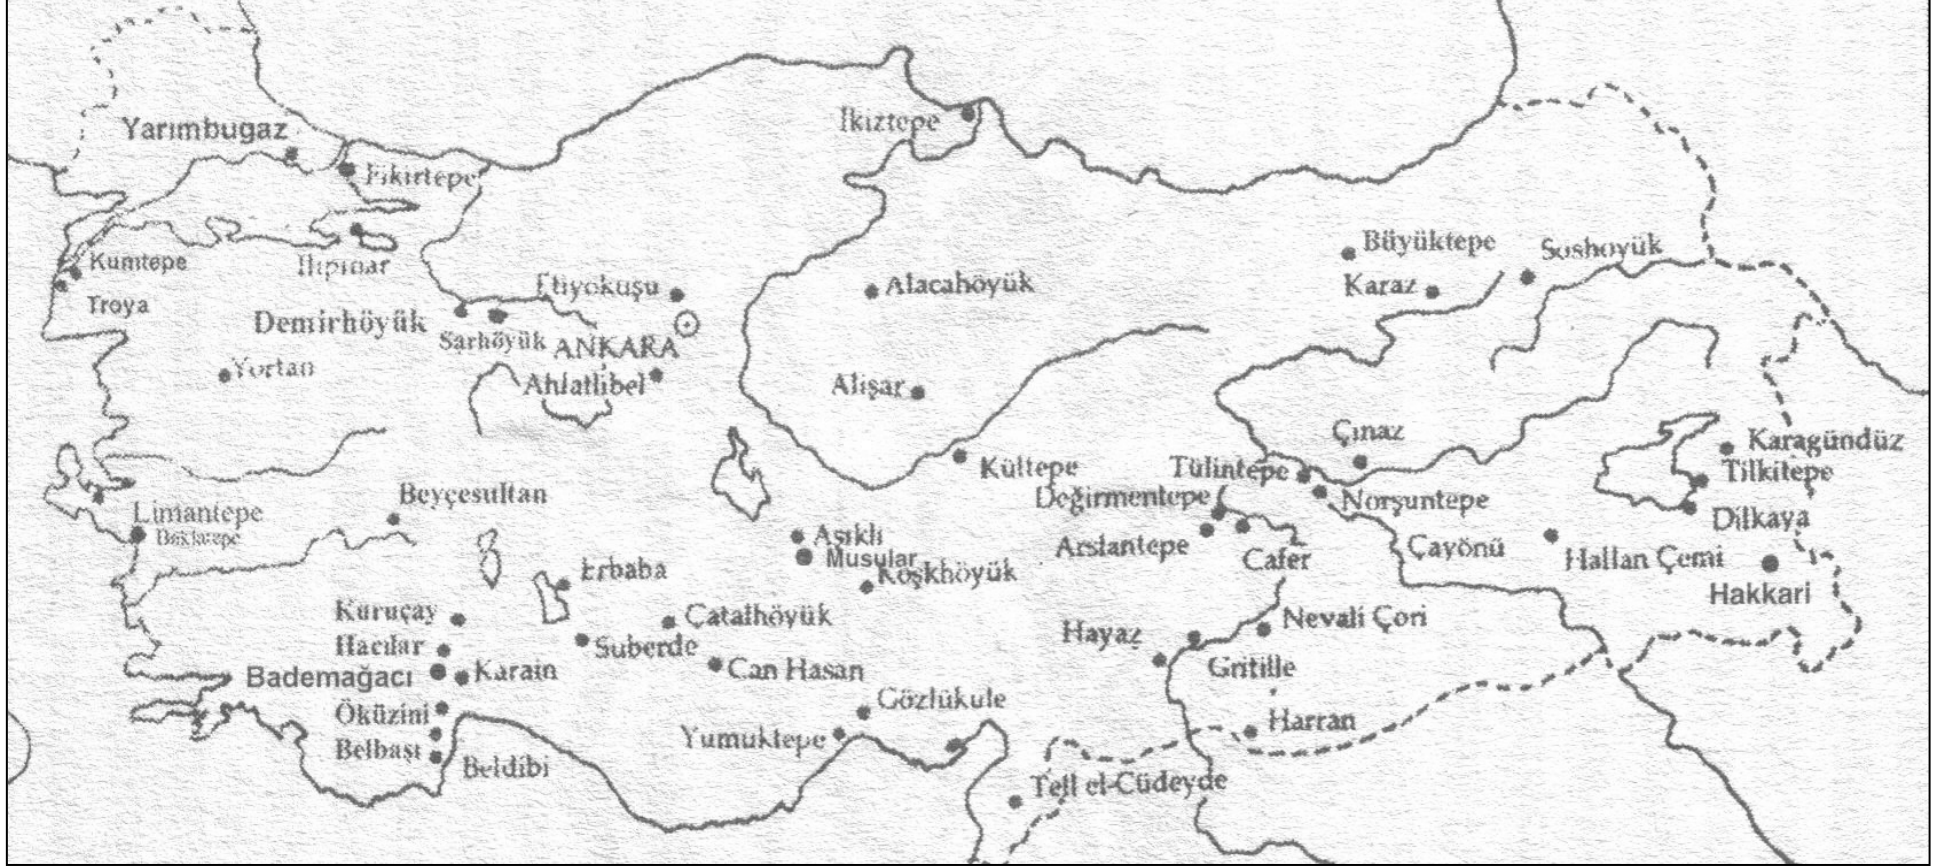 Yarımbugaz
İkiztepe
Fikirtepe
Büyüktepe
Soshoyük
Kumtepe
Ilıpınar
Etiyokuşu
Alacahöyük
Karaz
Troya
Demirhöyük
Sarhöyük
ANKARA
Yortan
Ahlatlıbel
Alişar
Çınaz
Karagündüz
Kültepe
Tülintepe
Tilkitepe
Beyçesultan
Değirmentepe
Norşuntepe
Limantepe
Baklatepe
Dilkaya
Aşıklı
Arslantepe
Çayönü
Musular
Cafer
Hallan Çemi
Erbaba
Köşkhöyük
Hakkari
Kuruçay
Çatalhöyük
Nevali Çori
Hacılar
Suberde
Hayaz
Bademağacı
Karain
Can Hasan
Gritille
Öküzini
Gözlükule
Harran
Belbaşı
Yumuktepe
Beldibi
Tell el-Cüdeyde